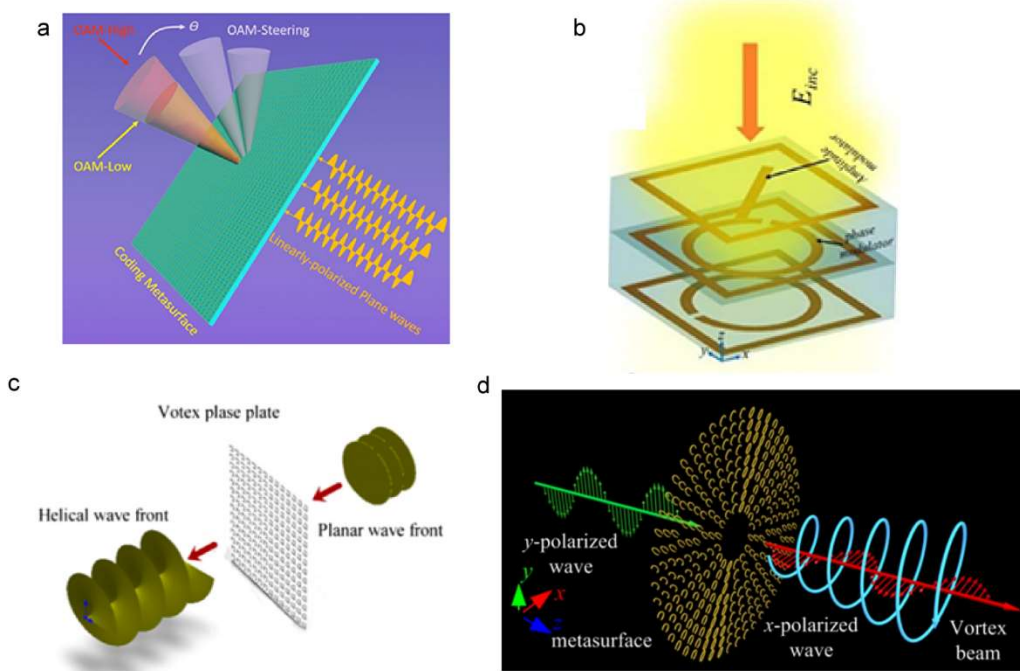 a
OAM-High
θ
OAM-Steering
OAM-Low
Coding Metasurface
Linearly-polarized Plane waves
b
E_inc
Amplitude
modulator
phase
modulator
z
y
x
c
Votex plase plate
Helical wave front
Planar wave front
d
y-polarized
wave
y
x
z
metasurface
x-polarized
wave
Vortex
beam